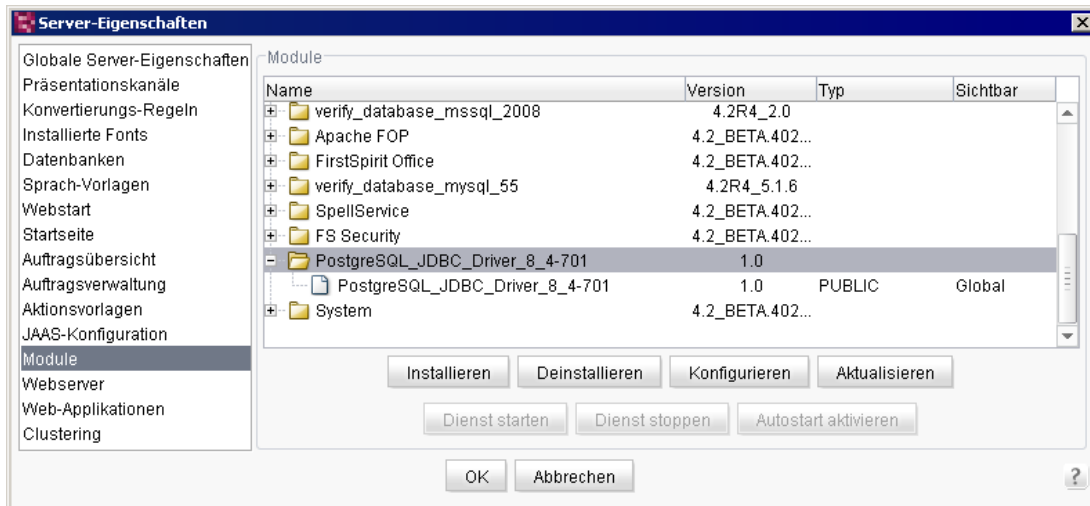 Server-Eigenschaften
Globale Server-Eigenschaften
Präsentationskanäle
Konvertierungs-Regeln
Installierte Fonts
Datenbanken
Sprach-Vorlagen
Webstart
Startseite
Auftragsübersicht
Auftragsverwaltung
Aktionsvorlagen
JAAS-Konfiguration
Module
Webserver
Web-Applikationen
Clustering
Module
Name Version Typ Sichtbar
verify_database_mssql_2008 4.2R4_2.0
Apache FOP 4.2_BETA.402...
FirstSpirit Office 4.2_BETA.402...
verify_database_mysql_55 4.2R4_5.1.6
SpellService 4.2_BETA.402...
FS Security 4.2_BETA.402...
PostgreSQL_JDBC_Driver_8_4-701 1.0
PostgreSQL_JDBC_Driver_8_4-701 1.0 PUBLIC Global
System 4.2_BETA.402...
Installieren Deinstallieren Konfigurieren Aktualisieren
Dienst starten Dienst stoppen Autostart aktivieren
OK Abbrechen ?